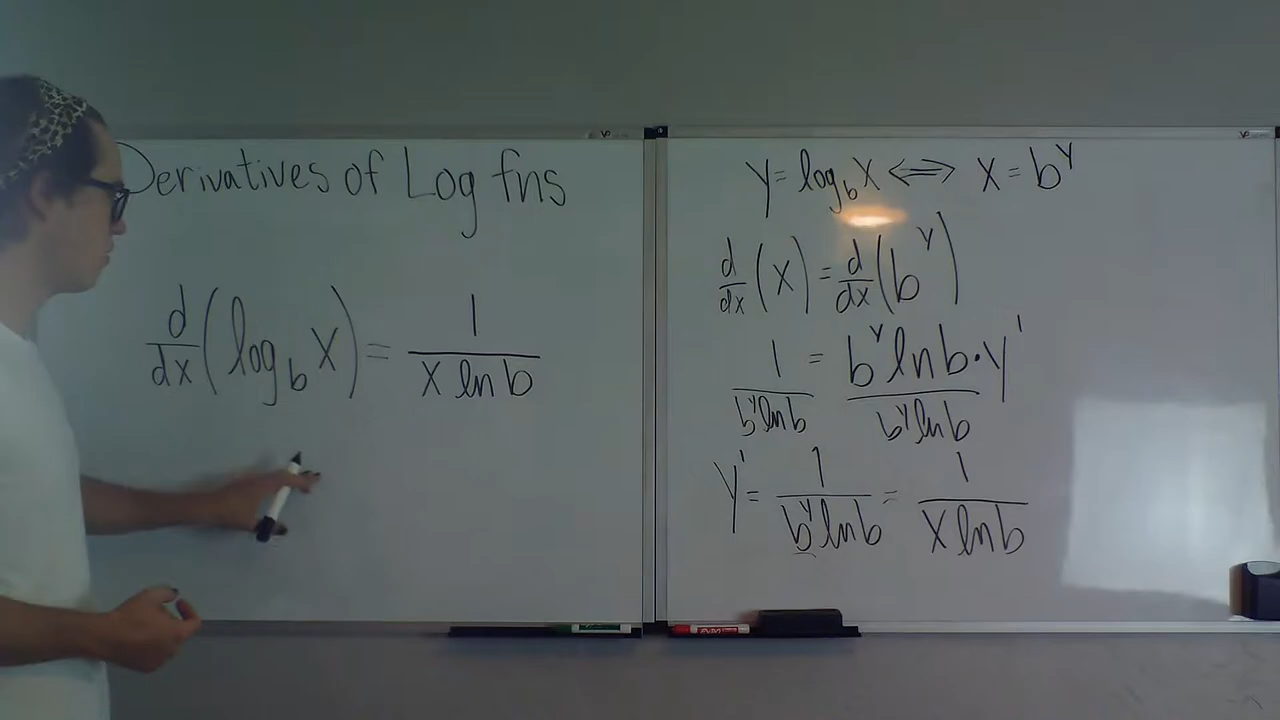 Derivatives of Log fns
d/dx (log_b x) = 1/(x ln b)
y = log_b x ⟺ x = b^y
d/dx (x) = d/dx (b^y)
1/(b^y ln b) = (b^y ln b · y')/(b^y ln b)
y' = 1/(b^y ln b) = 1/(x ln b)